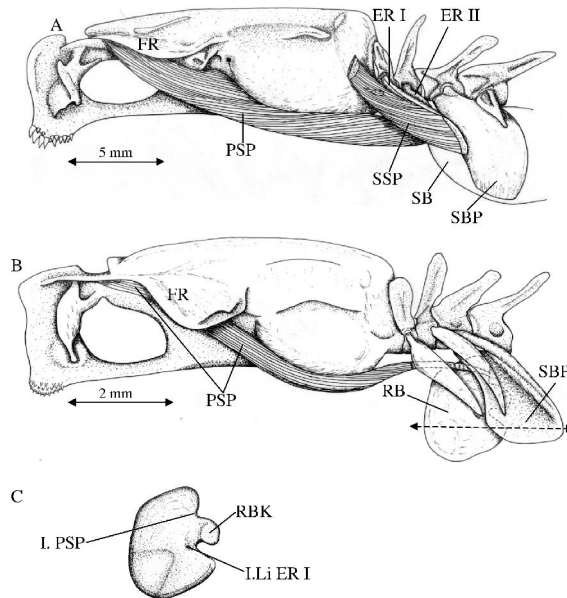 A
ER I
ER II
FR
5 mm
PSP
SSP
SB
SBP
B
FR
2 mm
PSP
RB
SBP
C
RBK
I. PSP
I.Li ER I